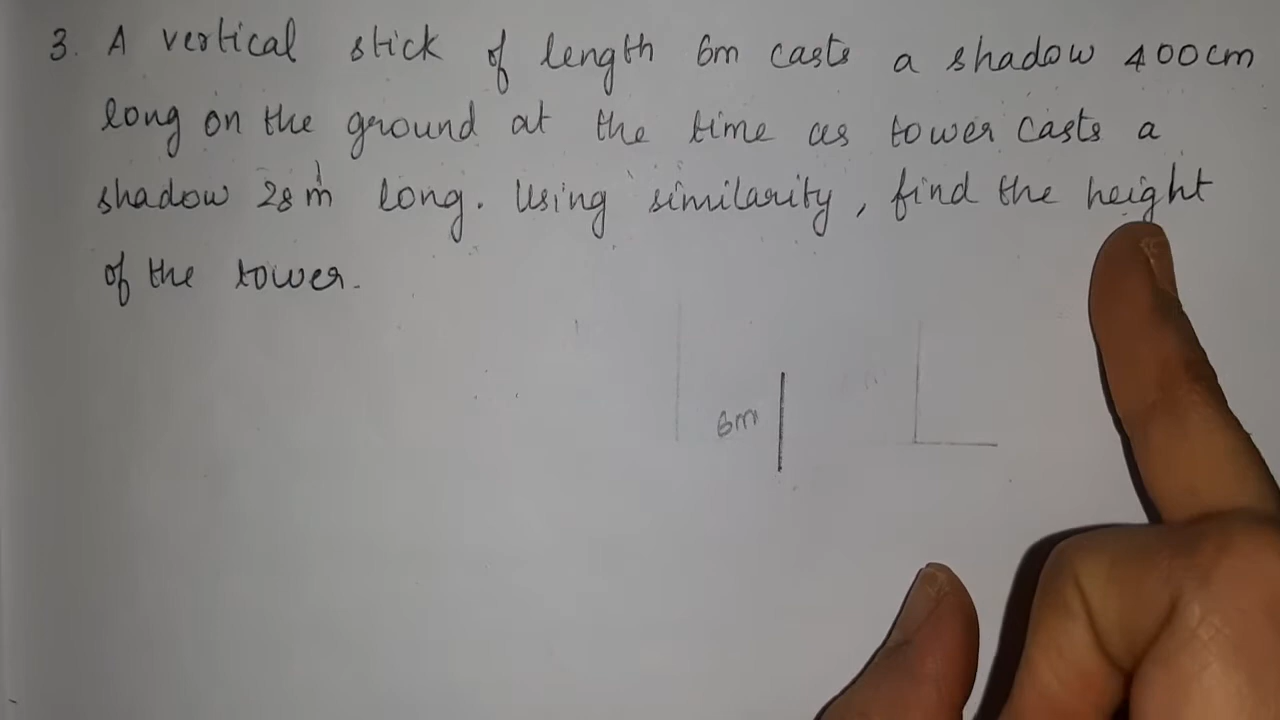 3. A vertical stick of length 6m casts a shadow 400cm
long on the ground at the time as tower casts a
shadow 28m long. Using similarity, find the height
of the tower.
6m